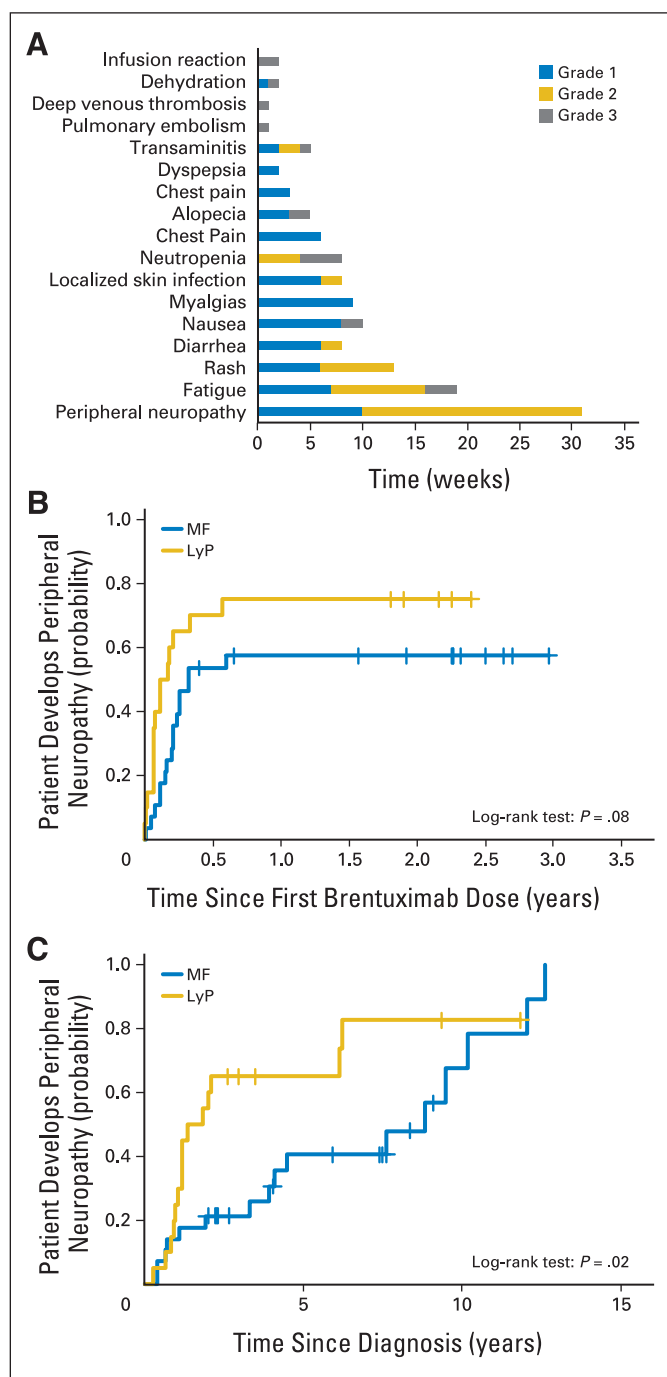 A
Infusion reaction
Dehydration
Deep venous thrombosis
Pulmonary embolism
Transaminitis
Dyspepsia
Chest pain
Alopecia
Chest Pain
Neutropenia
Localized skin infection
Myalgias
Nausea
Diarrhea
Rash
Fatigue
Peripheral neuropathy
Grade 1
Grade 2
Grade 3
0 5 10 15 20 25 30 35
Time (weeks)
B
Patient Develops Peripheral
Neuropathy (probability)
1.0
0.8
0.6
0.4
0.2
MF
LyP
Log-rank test: P = .08
0 0.5 1.0 1.5 2.0 2.5 3.0 3.5
Time Since First Brentuximab Dose (years)
C
Patient Develops Peripheral
Neuropathy (probability)
1.0
0.8
0.6
0.4
0.2
MF
LyP
Log-rank test: P = .02
0 5 10 15
Time Since Diagnosis (years)